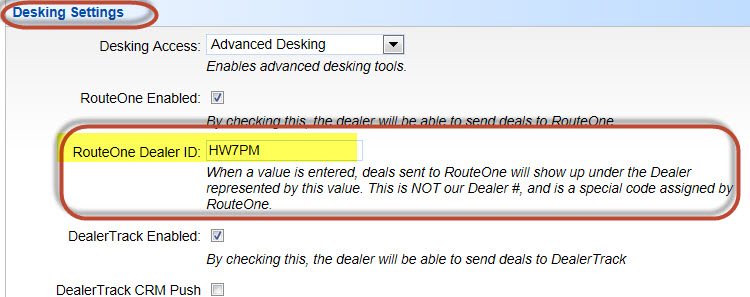 Desking Settings
Desking Access: Advanced Desking
Enables advanced desking tools.
RouteOne Enabled:
By checking this, the dealer will be able to send deals to RouteOne
RouteOne Dealer ID: HW7PM
When a value is entered, deals sent to RouteOne will show up under the Dealer
represented by this value. This is NOT our Dealer #, and is a special code assigned by
RouteOne.
DealerTrack Enabled:
By checking this, the dealer will be able to send deals to DealerTrack
DealerTrack CRM Push